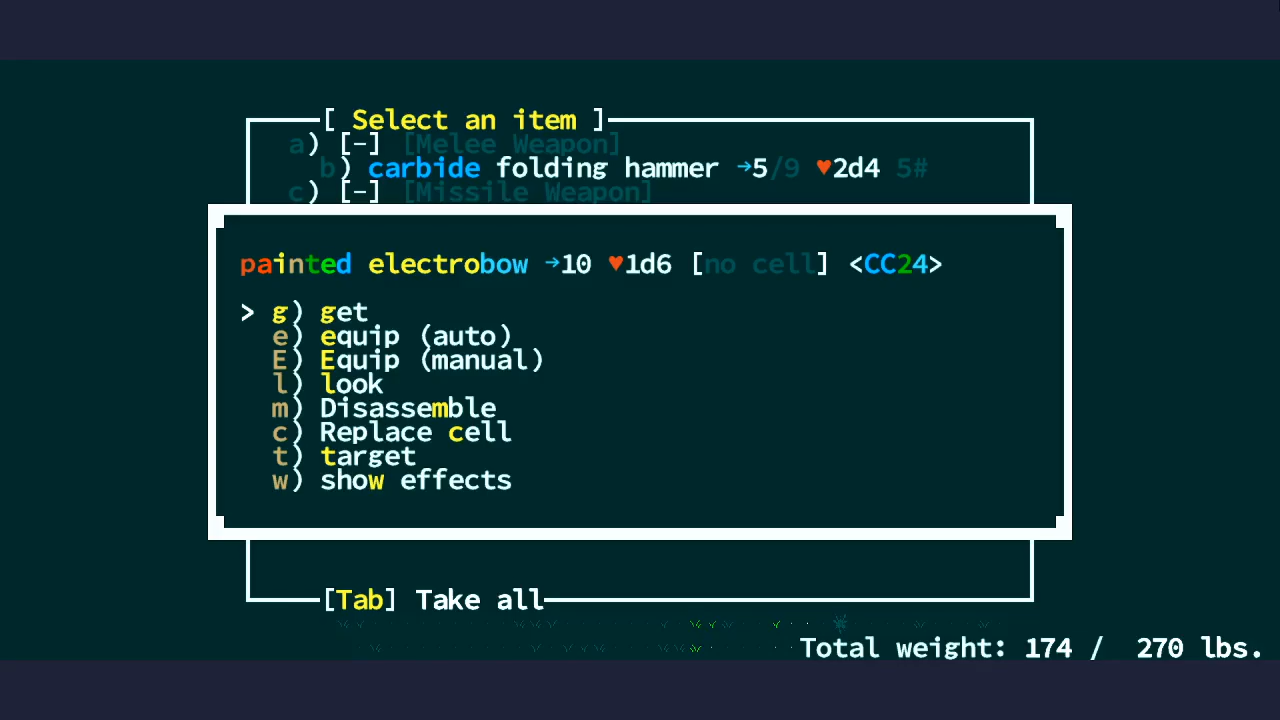 [ Select an item ]
a) [-] [Melee Weapon]
b) carbide folding hammer →5/9 ♥2d4 5#
c) [-] [Missile Weapon]
painted electrobow →10 ♥1d6 [no cell] <CC24>
> g) get
e) equip (auto)
E) Equip (manual)
l) look
m) Disassemble
c) Replace cell
t) target
w) show effects
[Tab] Take all
Total weight: 174 / 270 lbs.